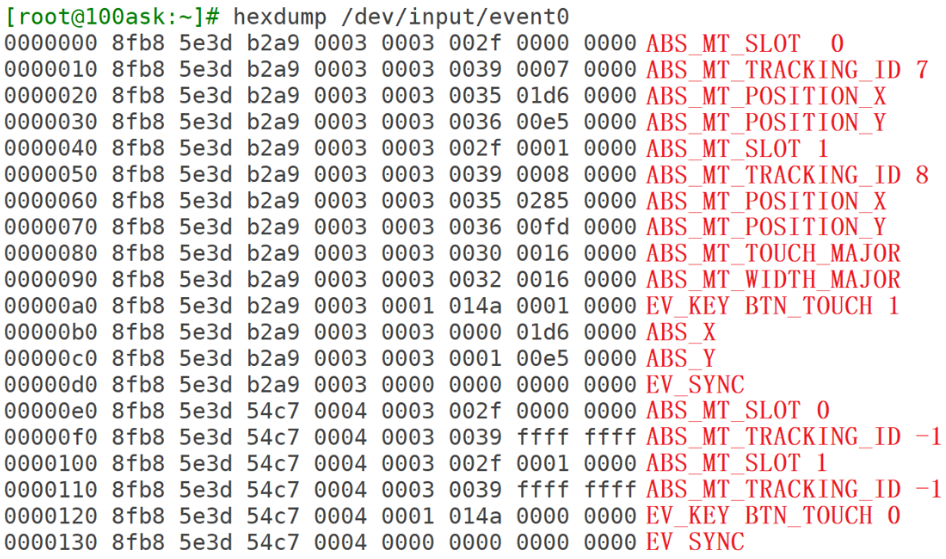 [root@100ask:~]# hexdump /dev/input/event0
0000000 8fb8 5e3d b2a9 0003 0003 002f 0000 0000 ABS_MT_SLOT 0
0000010 8fb8 5e3d b2a9 0003 0003 0039 0007 0000 ABS_MT_TRACKING_ID 7
0000020 8fb8 5e3d b2a9 0003 0003 0035 01d6 0000 ABS_MT_POSITION_X
0000030 8fb8 5e3d b2a9 0003 0003 0036 00e5 0000 ABS_MT_POSITION_Y
0000040 8fb8 5e3d b2a9 0003 0003 002f 0001 0000 ABS_MT_SLOT 1
0000050 8fb8 5e3d b2a9 0003 0003 0039 0008 0000 ABS_MT_TRACKING_ID 8
0000060 8fb8 5e3d b2a9 0003 0003 0035 0285 0000 ABS_MT_POSITION_X
0000070 8fb8 5e3d b2a9 0003 0003 0036 00fd 0000 ABS_MT_POSITION_Y
0000080 8fb8 5e3d b2a9 0003 0003 0030 0016 0000 ABS_MT_TOUCH_MAJOR
0000090 8fb8 5e3d b2a9 0003 0003 0032 0016 0000 ABS_MT_WIDTH_MAJOR
00000a0 8fb8 5e3d b2a9 0003 0001 014a 0001 0000 EV_KEY BTN_TOUCH 1
00000b0 8fb8 5e3d b2a9 0003 0003 0000 01d6 0000 ABS_X
00000c0 8fb8 5e3d b2a9 0003 0003 0001 00e5 0000 ABS_Y
00000d0 8fb8 5e3d b2a9 0003 0000 0000 0000 0000 EV_SYNC
00000e0 8fb8 5e3d 54c7 0004 0003 002f 0000 0000 ABS_MT_SLOT 0
00000f0 8fb8 5e3d 54c7 0004 0003 0039 ffff ffff ABS_MT_TRACKING_ID -1
0000100 8fb8 5e3d 54c7 0004 0003 002f 0001 0000 ABS_MT_SLOT 1
0000110 8fb8 5e3d 54c7 0004 0003 0039 ffff ffff ABS_MT_TRACKING_ID -1
0000120 8fb8 5e3d 54c7 0004 0001 014a 0000 0000 EV_KEY BTN_TOUCH 0
0000130 8fb8 5e3d 54c7 0004 0000 0000 0000 0000 EV_SYNC